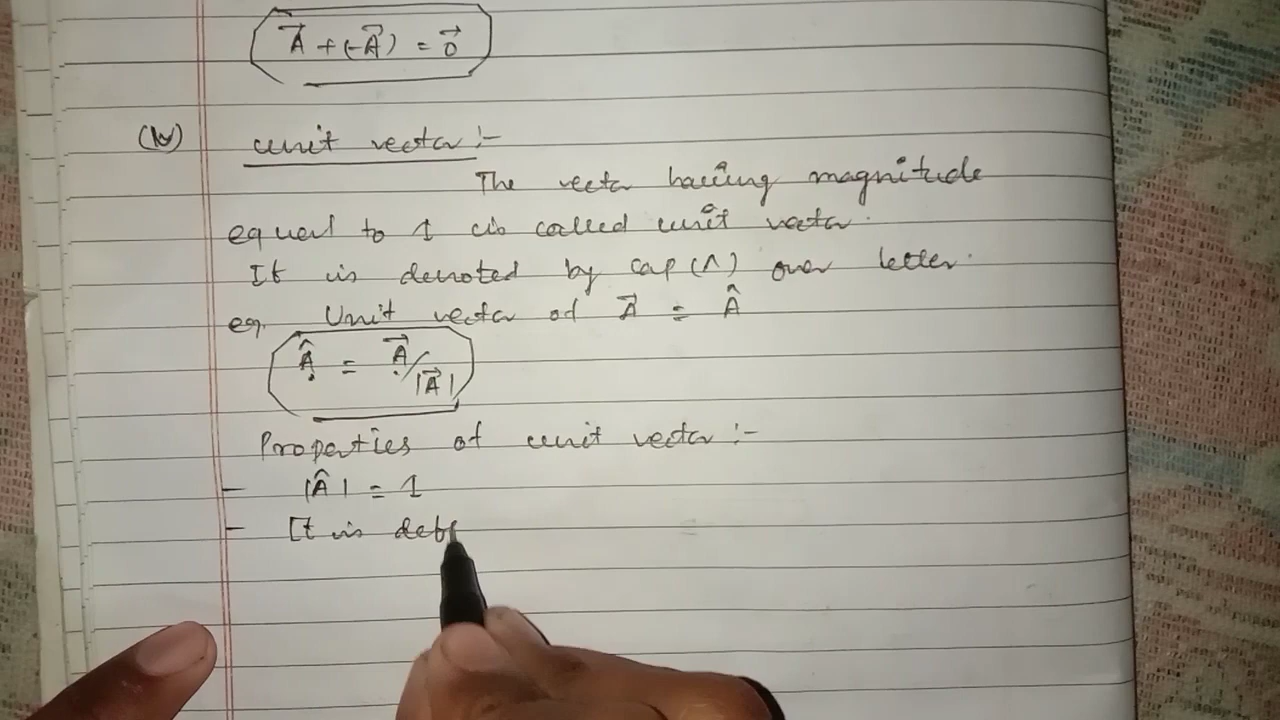 A⃗ + (-A⃗) = 0⃗
(iv) unit vector :-
The vector having magnitude
equal to 1 is called unit vector.
It is denoted by cap (^) over letter.
eg. Unit vector of A⃗ = Â
Â = A⃗/|A⃗|
Properties of unit vector :-
- |Â| = 1
- It is def